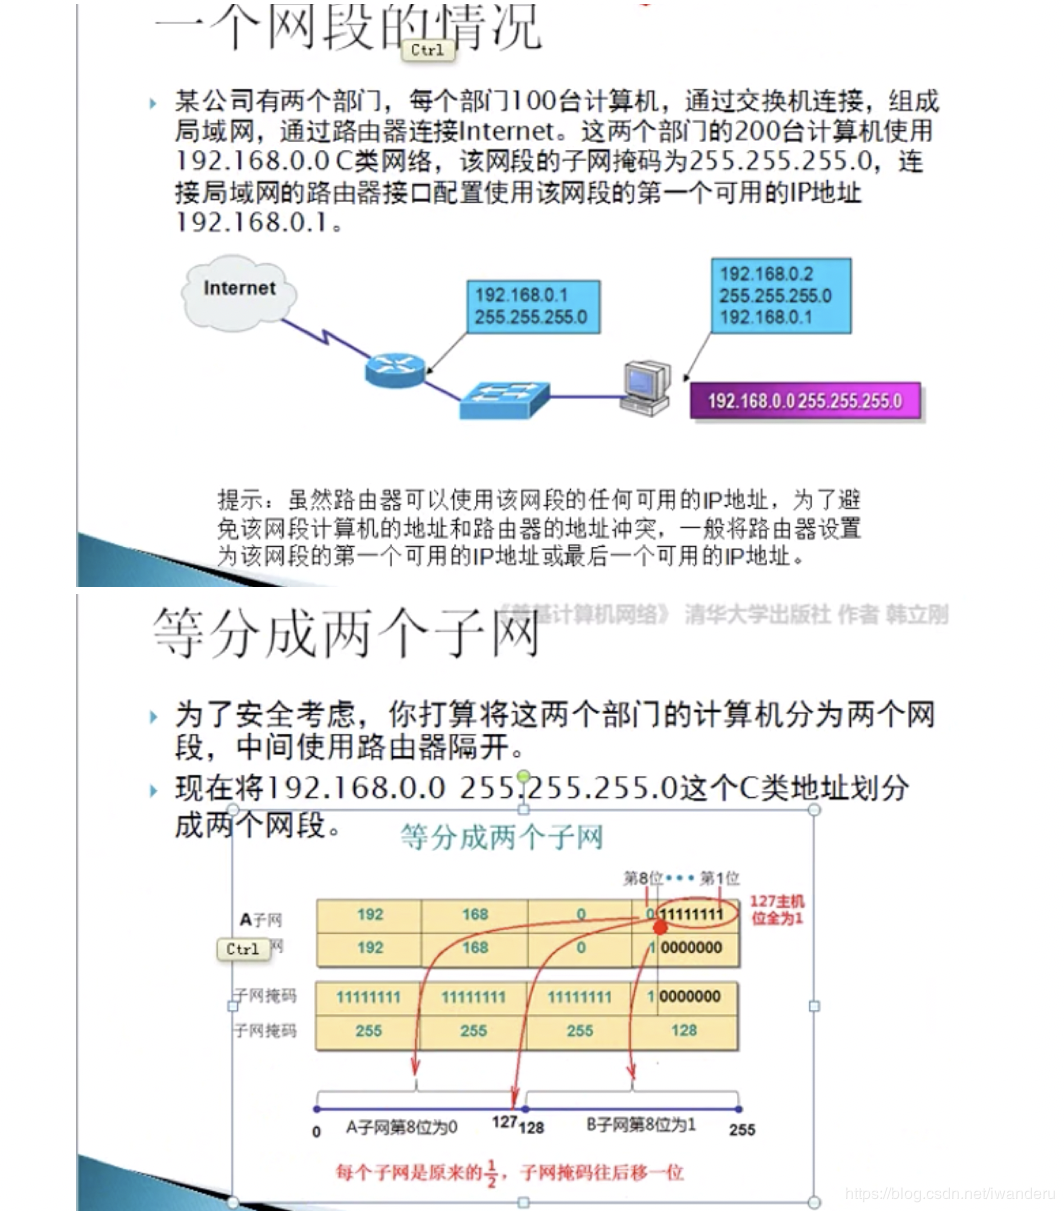 一个网段的情况
Ctrl
某公司有两个部门，每个部门100台计算机，通过交换机连接，组成
局域网，通过路由器连接Internet。这两个部门的200台计算机使用
192.168.0.0 C类网络，该网段的子网掩码为255.255.255.0，连
接局域网的路由器接口配置使用该网段的第一个可用的IP地址
192.168.0.1。
Internet
192.168.0.1
255.255.255.0
192.168.0.2
255.255.255.0
192.168.0.1
192.168.0.0 255.255.255.0
提示：虽然路由器可以使用该网段的任何可用的IP地址，为了避
免该网段计算机的地址和路由器的地址冲突，一般将路由器设置
为该网段的第一个可用的IP地址或最后一个可用的IP地址。
计算机网络》 清华大学出版社 作者 韩立刚
等分成两个子网
为了安全考虑，你打算将这两个部门的计算机分为两个网
段，中间使用路由器隔开。
现在将192.168.0.0 255.255.255.0这个C类地址划分
成两个网段。
等分成两个子网
第8位 第1位
A子网 192 168 0 0 11111111
127主机
位全为1
Ctrl 网 192 168 0 1 0000000
子网掩码 11111111 11111111 11111111 1 0000000
子网掩码 255 255 255 128
0 A子网第8位为0 127 128 B子网第8位为1 255
每个子网是原来的1/2，子网掩码往后移一位
https://blog.csdn.net/iwanderu